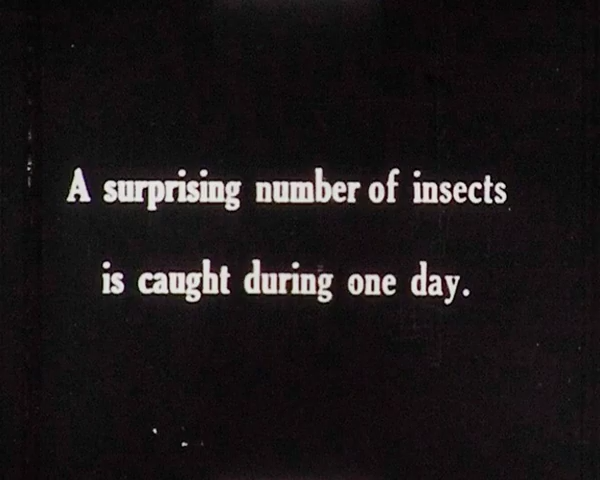 A surprising number of insects
is caught during one day.